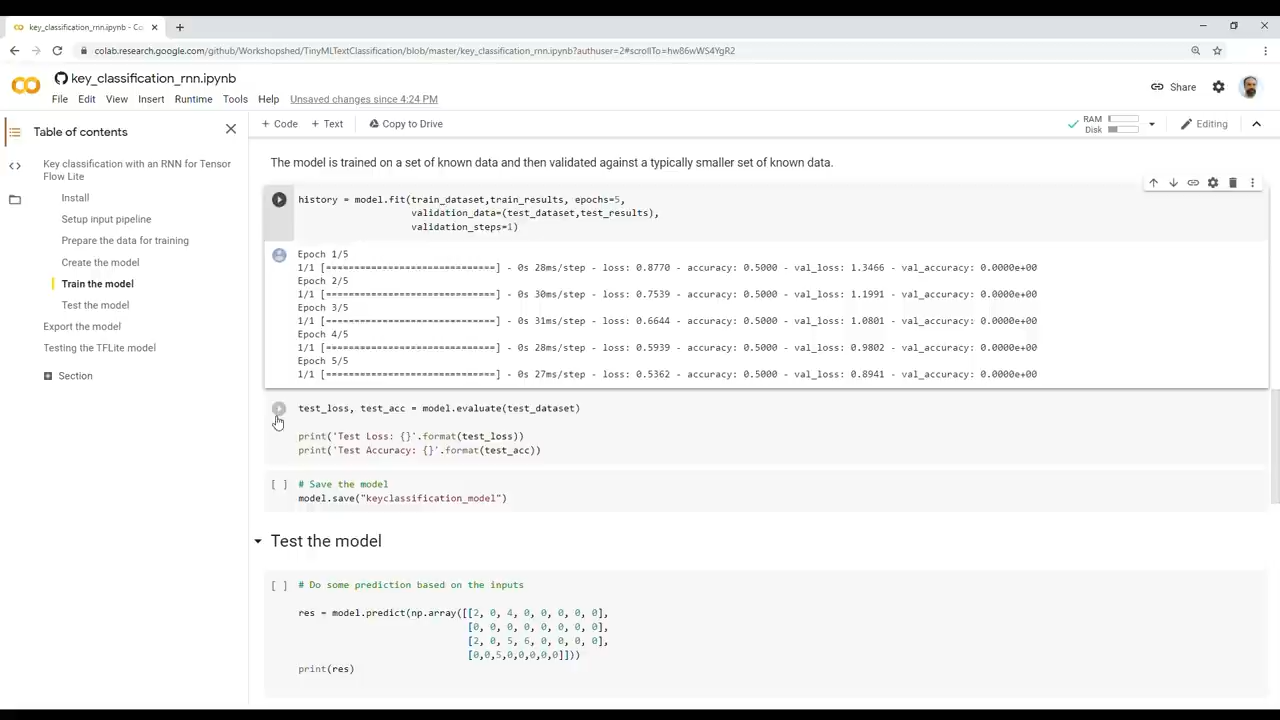 key_classification_rnn.ipynb - Co
colab.research.google.com/github/Workshopshed/TinyMLTextClassification/blob/master/key_classification_rnn.ipynb?authuser=2#scrollTo=hw86wWS4YgR2
key_classification_rnn.ipynb
Share
File Edit View Insert Runtime Tools Help Unsaved changes since 4:24 PM
+ Code + Text Copy to Drive
RAM
Disk
Editing
Table of contents
Key classification with an RNN for Tensor
Flow Lite
Install
Setup input pipeline
Prepare the data for training
Create the model
Train the model
Test the model
Export the model
Testing the TFLite model
Section
The model is trained on a set of known data and then validated against a typically smaller set of known data.
history = model.fit(train_dataset,train_results, epochs=5,
validation_data=(test_dataset,test_results),
validation_steps=1)
Epoch 1/5
1/1 [==============================] - 0s 28ms/step - loss: 0.8770 - accuracy: 0.5000 - val_loss: 1.3466 - val_accuracy: 0.0000e+00
Epoch 2/5
1/1 [==============================] - 0s 30ms/step - loss: 0.7539 - accuracy: 0.5000 - val_loss: 1.1991 - val_accuracy: 0.0000e+00
Epoch 3/5
1/1 [==============================] - 0s 31ms/step - loss: 0.6644 - accuracy: 0.5000 - val_loss: 1.0801 - val_accuracy: 0.0000e+00
Epoch 4/5
1/1 [==============================] - 0s 28ms/step - loss: 0.5939 - accuracy: 0.5000 - val_loss: 0.9802 - val_accuracy: 0.0000e+00
Epoch 5/5
1/1 [==============================] - 0s 27ms/step - loss: 0.5362 - accuracy: 0.5000 - val_loss: 0.8941 - val_accuracy: 0.0000e+00
test_loss, test_acc = model.evaluate(test_dataset)
print('Test Loss: {}'.format(test_loss))
print('Test Accuracy: {}'.format(test_acc))
[ ] # Save the model
model.save("keyclassification_model")
Test the model
[ ] # Do some prediction based on the inputs
res = model.predict(np.array([[2, 0, 4, 0, 0, 0, 0, 0],
[0, 0, 0, 0, 0, 0, 0, 0],
[2, 0, 5, 6, 0, 0, 0, 0],
[0,0,5,0,0,0,0,0]]))
print(res)